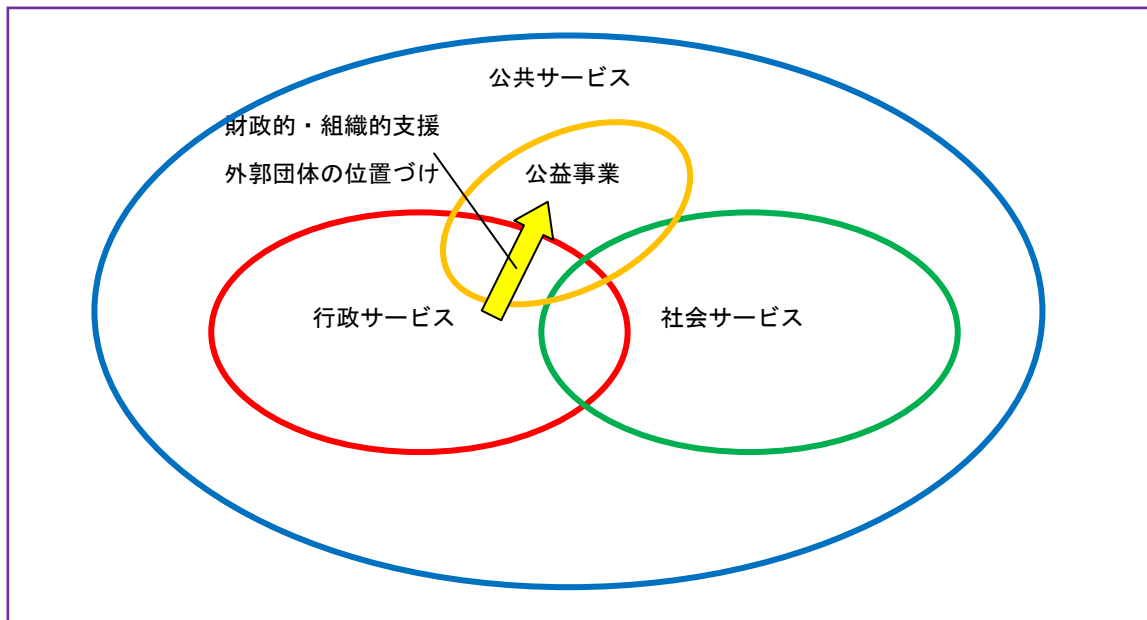 公共サービス
財政的・組織的支援
外郭団体の位置づけ
公益事業
行政サービス
社会サービス